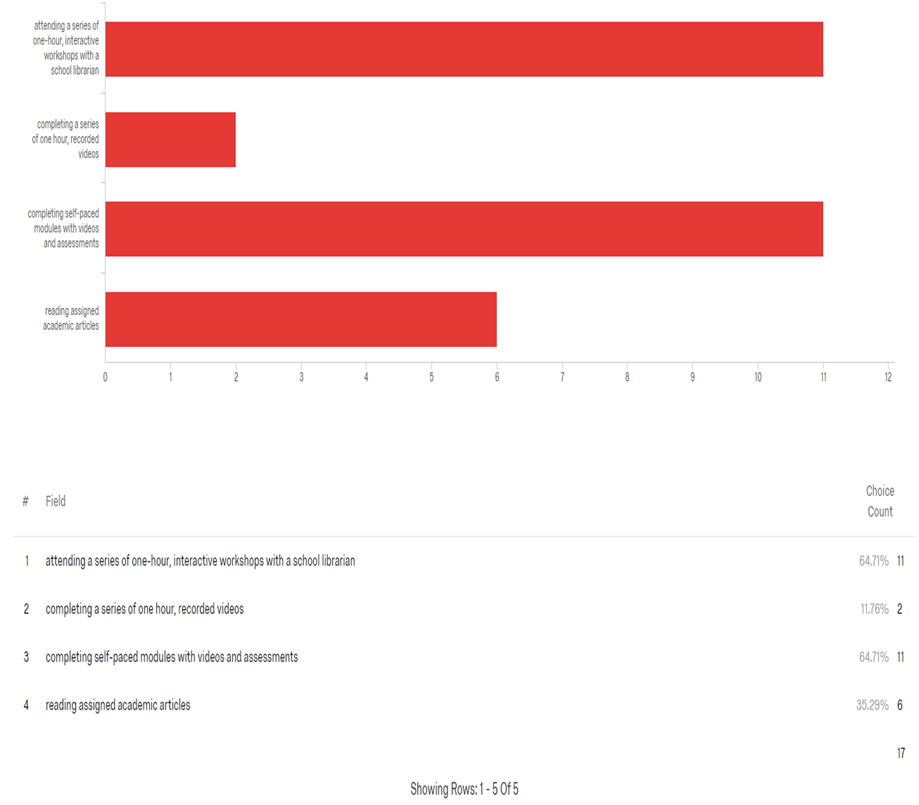 attending a series of
one-hour, interactive
workshops with a
school librarian
completing a series
of one hour, recorded
videos
completing self-paced
modules with videos
and assessments
reading assigned
academic articles
0 1 2 3 4 5 6 7 8 9 10 11 12
# Field Choice
Count
1 attending a series of one-hour, interactive workshops with a school librarian 64.71% 11
2 completing a series of one hour, recorded videos 11.76% 2
3 completing self-paced modules with videos and assessments 64.71% 11
4 reading assigned academic articles 35.29% 6
17
Showing Rows: 1 - 5 Of 5